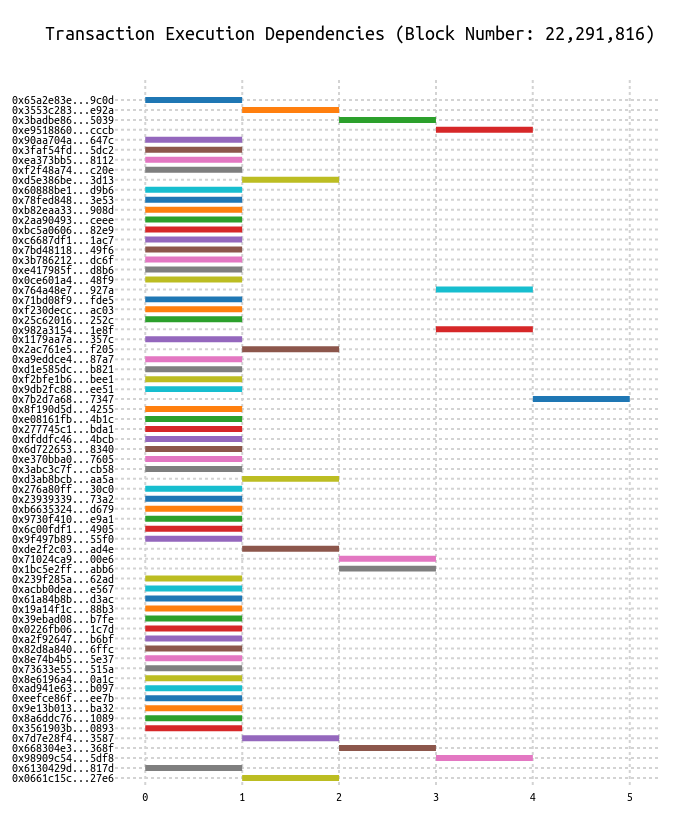 Transaction Execution Dependencies (Block Number: 22,291,816)
0x65a2e83e...9c0d
0x3553c283...e92a
0x3badbe86...5039
0xe9518860...cccb
0x90aa704a...647c
0x3faf54fd...5dc2
0xea373bb5...8112
0xf2f48a74...c20e
0xd5e386be...3d13
0x60888be1...d9b6
0x78fed848...3e53
0xb82eaa33...908d
0x2aa90493...ceee
0xbc5a0606...82e9
0xc6687df1...1ac7
0x7bd48118...49f6
0x3b786212...dc6f
0xe417985f...d8b6
0x0ce601a4...48f9
0x764a48e7...927a
0x71bd08f9...fde5
0xf230decc...ac03
0x25c62016...252c
0x982a3154...1e8f
0x1179aa7a...357c
0x2ac761e5...f205
0xa9eddce4...87a7
0xd1e585dc...b821
0xf2bfe1b6...bee1
0x9db2fc88...ee51
0x7b2d7a68...7347
0x8f190d5d...4255
0xe08161fb...4b1c
0x277745c1...bda1
0xdfddfc46...4bcb
0x6d722653...8340
0xe370bba0...7605
0x3abc3c7f...cb58
0xd3ab8bcb...aa5a
0x276a80ff...30c0
0x23939339...73a2
0xb6635324...d679
0x9730f410...e9a1
0x6c00fdf1...4905
0x9f497b89...55f0
0xde2f2c03...ad4e
0x71024ca9...00e6
0x1bc5e2ff...abb6
0x239f285a...62ad
0xacbb0dea...e567
0x61a84b8b...d3ac
0x19a14f1c...88b3
0x39ebad08...b7fe
0x0226fb06...1c7d
0xa2f92647...b6bf
0x82d8a840...6ffc
0x8e74b4b5...5e37
0x73633e55...515a
0x8e6196a4...0a1c
0xad941e63...b097
0xeefce86f...ee7b
0x9e13b013...ba32
0x8a6ddc76...1089
0x3561903b...0893
0x7d7e28f4...3587
0x668304e3...368f
0x98909c54...5df8
0x6130429d...817d
0x0661c15c...27e6
0 1 2 3 4 5